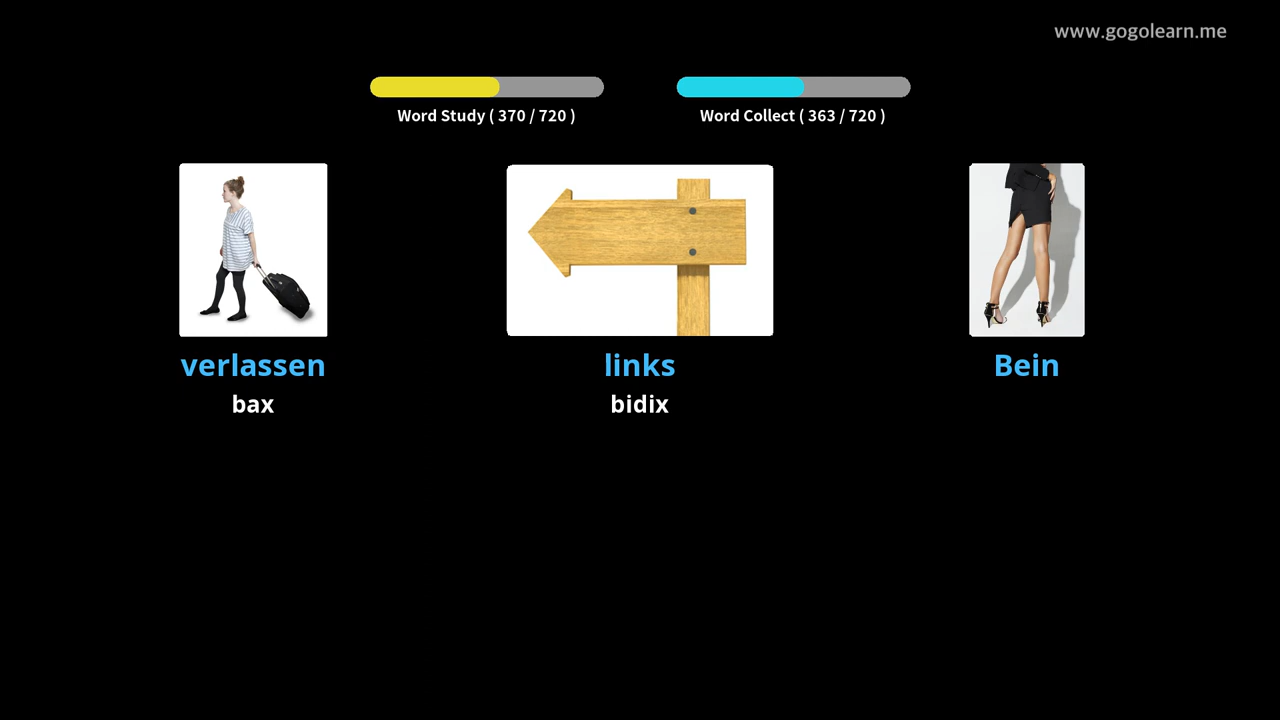 www.gogolearn.me
Word Study ( 370 / 720 )
Word Collect ( 363 / 720 )
verlassen
bax
links
bidix
Bein